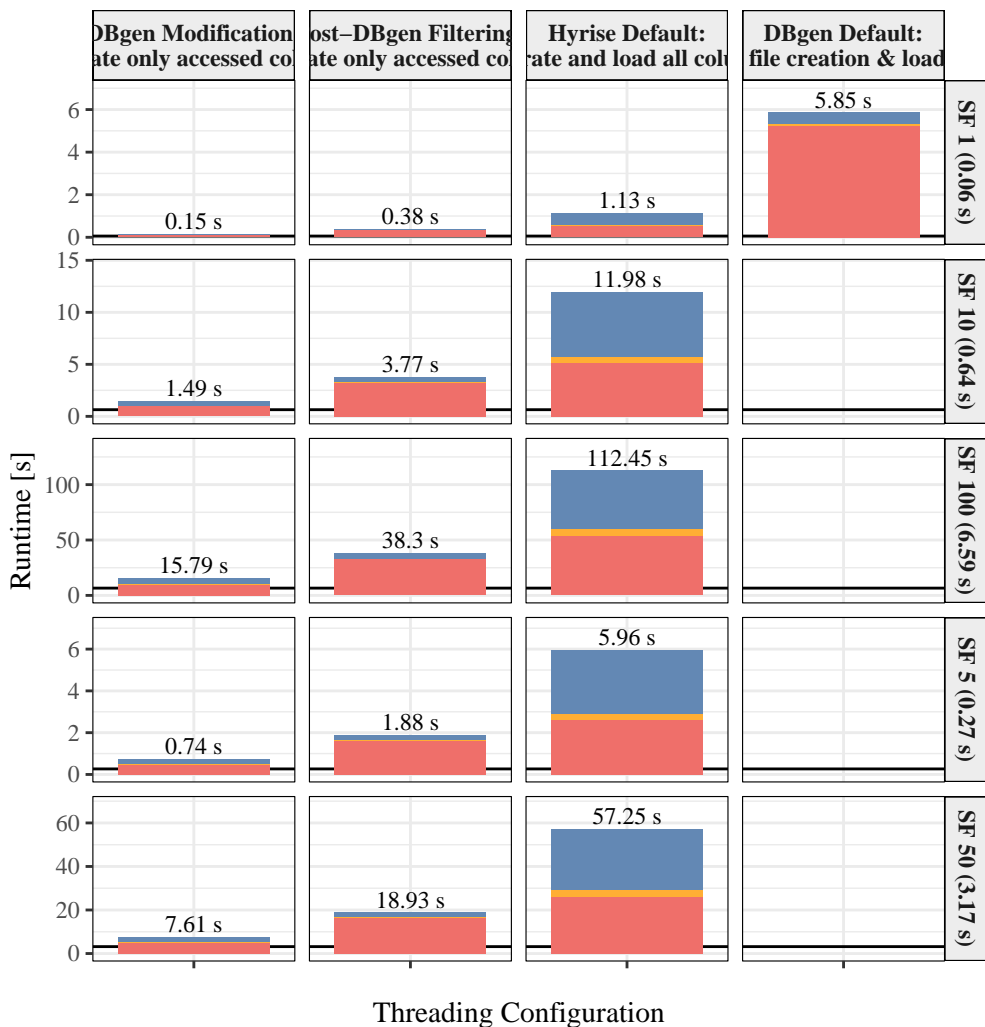 DBgen Modification
ate only accessed col
ost−DBgen Filtering
ate only accessed col
Hyrise Default:
rate and load all colu
DBgen Default:
file creation & load
6
4
2
0
0.15 s
0.38 s
1.13 s
5.85 s
SF 1 (0.06 s)
15
10
5
0
1.49 s
3.77 s
11.98 s
SF 10 (0.64 s)
100
50
0
15.79 s
38.3 s
112.45 s
SF 100 (6.59 s)
6
4
2
0
0.74 s
1.88 s
5.96 s
SF 5 (0.27 s)
60
40
20
0
7.61 s
18.93 s
57.25 s
SF 50 (3.17 s)
Runtime [s]
Threading Configuration